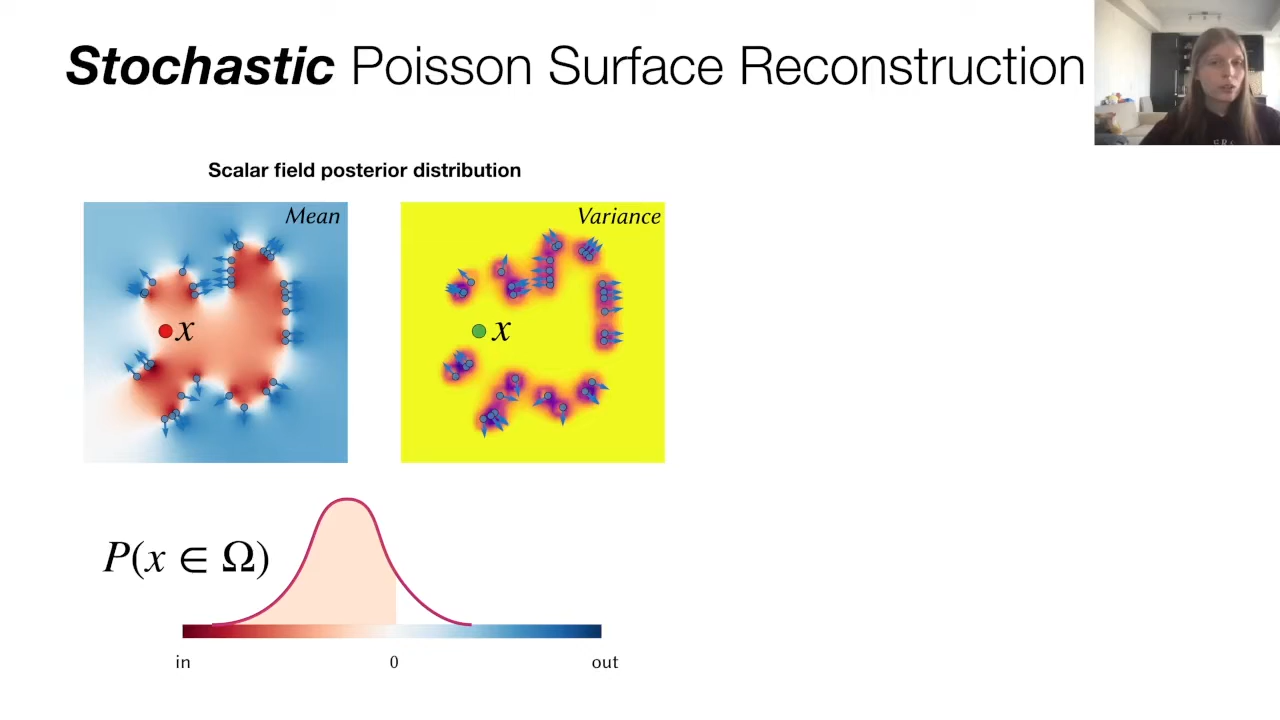 Stochastic Poisson Surface Reconstruction
Scalar field posterior distribution
Mean
Variance
x
x
P(x ∈ Ω)
in 0 out